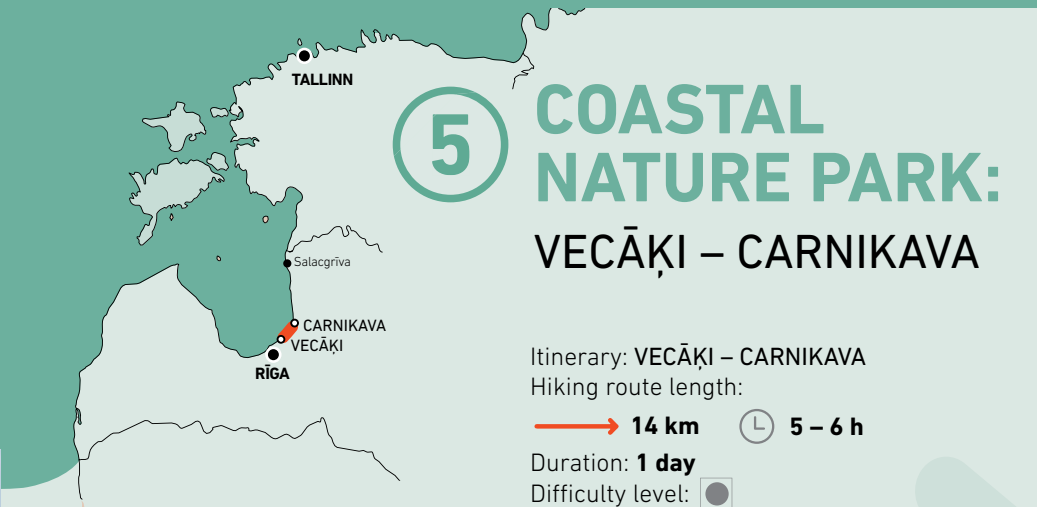 TALLINN
5
COASTAL
NATURE PARK:
VECĀĶI – CARNIKAVA
Salacgrīva
CARNIKAVA
VECĀĶI
RĪGA
Itinerary: VECĀĶI – CARNIKAVA
Hiking route length:
14 km 5 – 6 h
Duration: 1 day
Difficulty level: